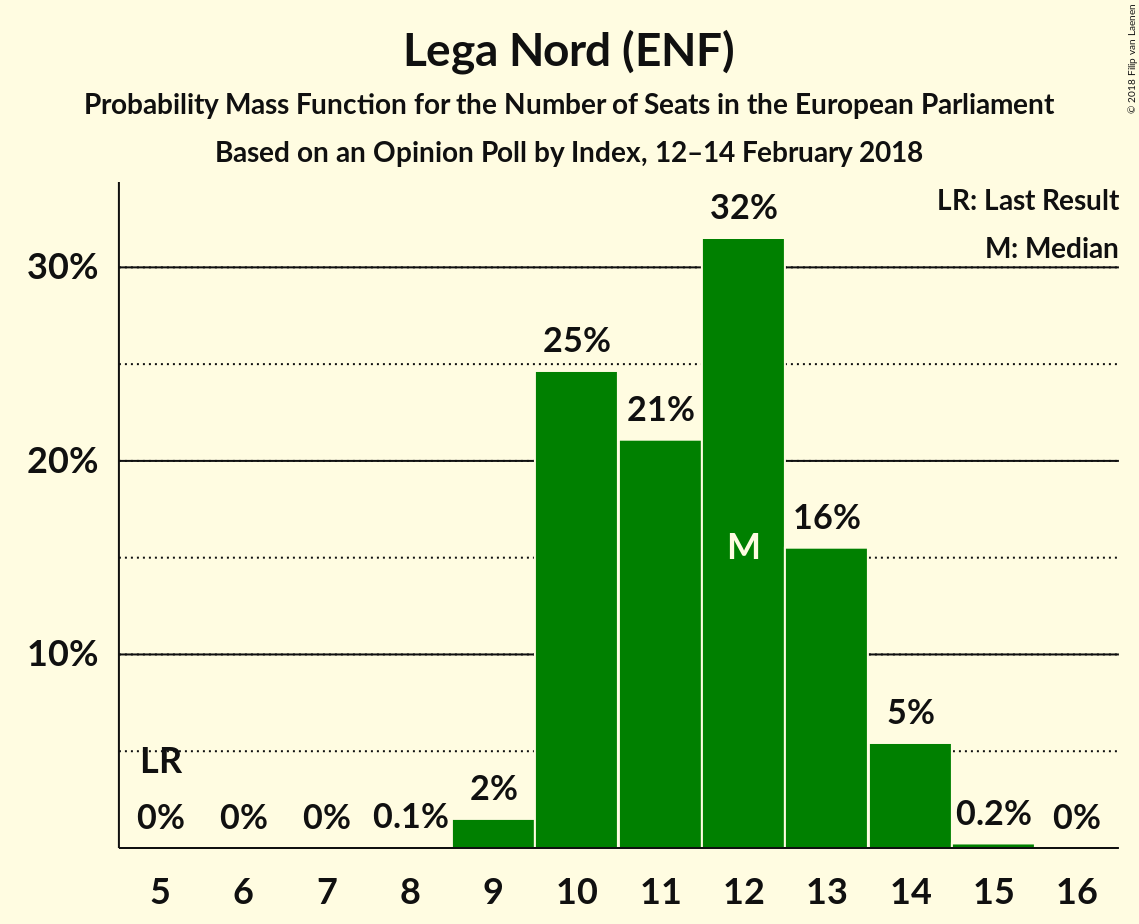 Lega Nord (ENF)
Probability Mass Function for the Number of Seats in the European Parliament
Based on an Opinion Poll by Index, 12–14 February 2018
© 2018 Filip van Laenen
LR: Last Result
M: Median
30%
20%
10%
32%
25%
21%
16%
M
5%
LR
2%
0%
0%
0%
0.1%
0.2%
0%
5 6 7 8 9 10 11 12 13 14 15 16